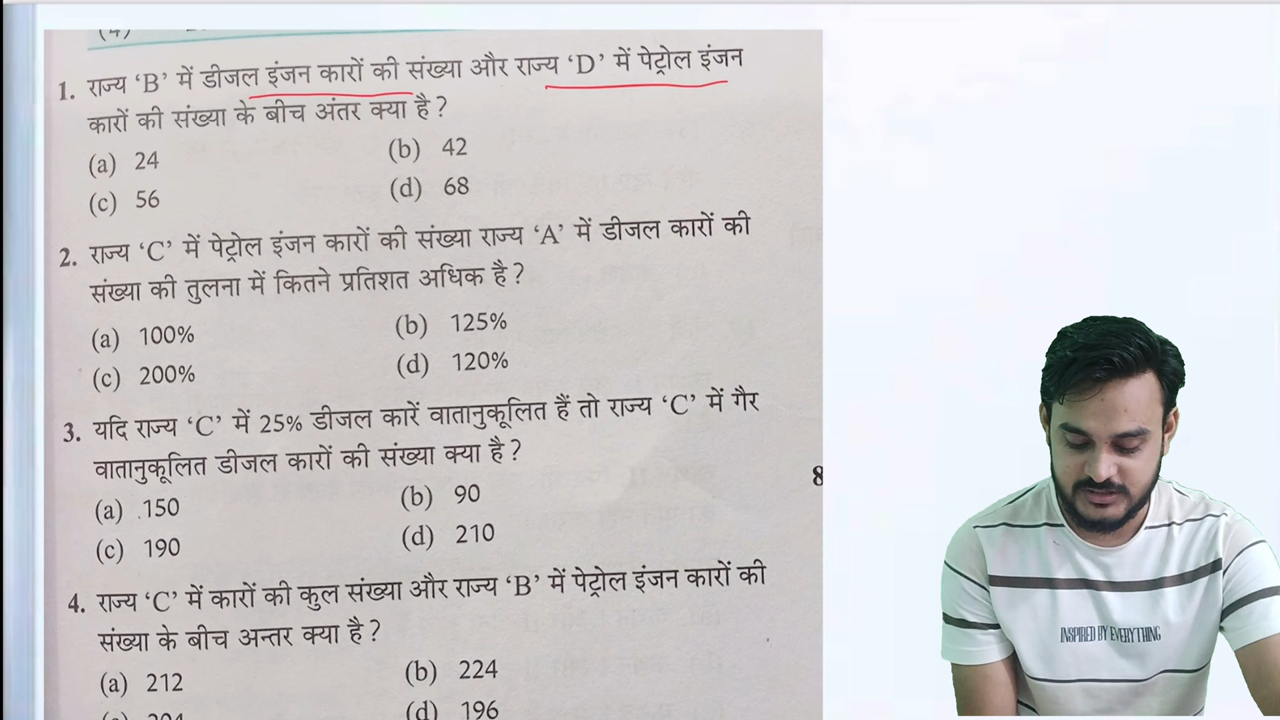 1. राज्य ‘B’ में डीजल इंजन कारों की संख्या और राज्य ‘D’ में पेट्रोल इंजन
कारों की संख्या के बीच अंतर क्या है ?
(a) 24 (b) 42
(c) 56 (d) 68
2. राज्य ‘C’ में पेट्रोल इंजन कारों की संख्या राज्य ‘A’ में डीजल कारों की
संख्या की तुलना में कितने प्रतिशत अधिक है ?
(a) 100% (b) 125%
(c) 200% (d) 120%
3. यदि राज्य ‘C’ में 25% डीजल कारें वातानुकूलित हैं तो राज्य ‘C’ में गैर
वातानुकूलित डीजल कारों की संख्या क्या है ?
(a) 150 (b) 90
(c) 190 (d) 210
8
4. राज्य ‘C’ में कारों की कुल संख्या और राज्य ‘B’ में पेट्रोल इंजन कारों की
संख्या के बीच अन्तर क्या है ?
(a) 212 (b) 224
(d) 196
INSPIRED BY EVERYTHING